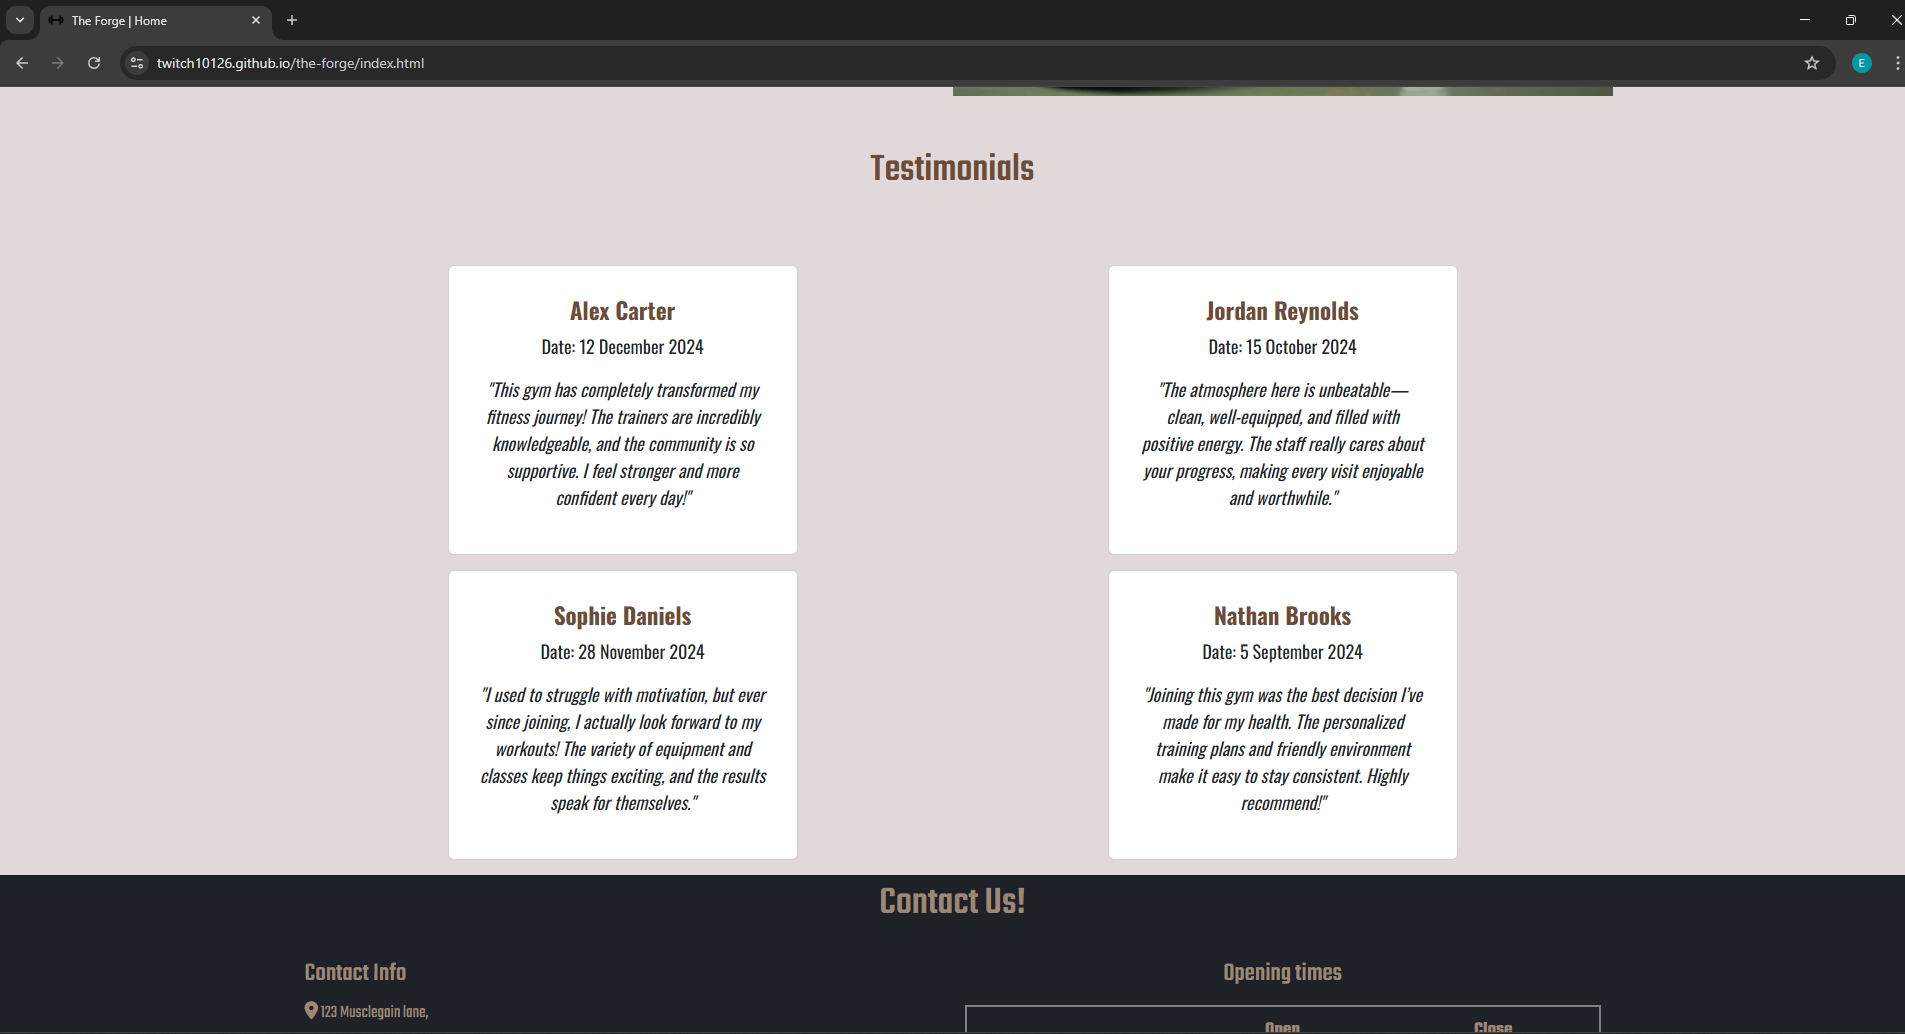 The Forge | Home
twitch10126.github.io/the-forge/index.html
E
Testimonials
Alex Carter
Date: 12 December 2024
"This gym has completely transformed my
fitness journey! The trainers are incredibly
knowledgeable, and the community is so
supportive. I feel stronger and more
confident every day!"
Jordan Reynolds
Date: 15 October 2024
"The atmosphere here is unbeatable—
clean, well-equipped, and filled with
positive energy. The staff really cares about
your progress, making every visit enjoyable
and worthwhile."
Sophie Daniels
Date: 28 November 2024
"I used to struggle with motivation, but ever
since joining, I actually look forward to my
workouts! The variety of equipment and
classes keep things exciting, and the results
speak for themselves."
Nathan Brooks
Date: 5 September 2024
"Joining this gym was the best decision I’ve
made for my health. The personalized
training plans and friendly environment
make it easy to stay consistent. Highly
recommend!"
Contact Us!
Contact Info
123 Musclegain lane,
Opening times
Open Close